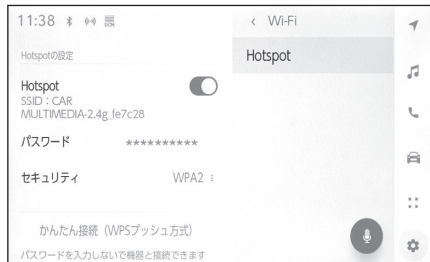 11:38
Hotspotの設定
Hotspot
SSID：CAR
MULTIMEDIA-2.4g_fe7c28
パスワード **********
セキュリティ WPA2
かんたん接続（WPSプッシュ方式）
パスワードを入力しないで機器と接続できます
Wi-Fi
Hotspot